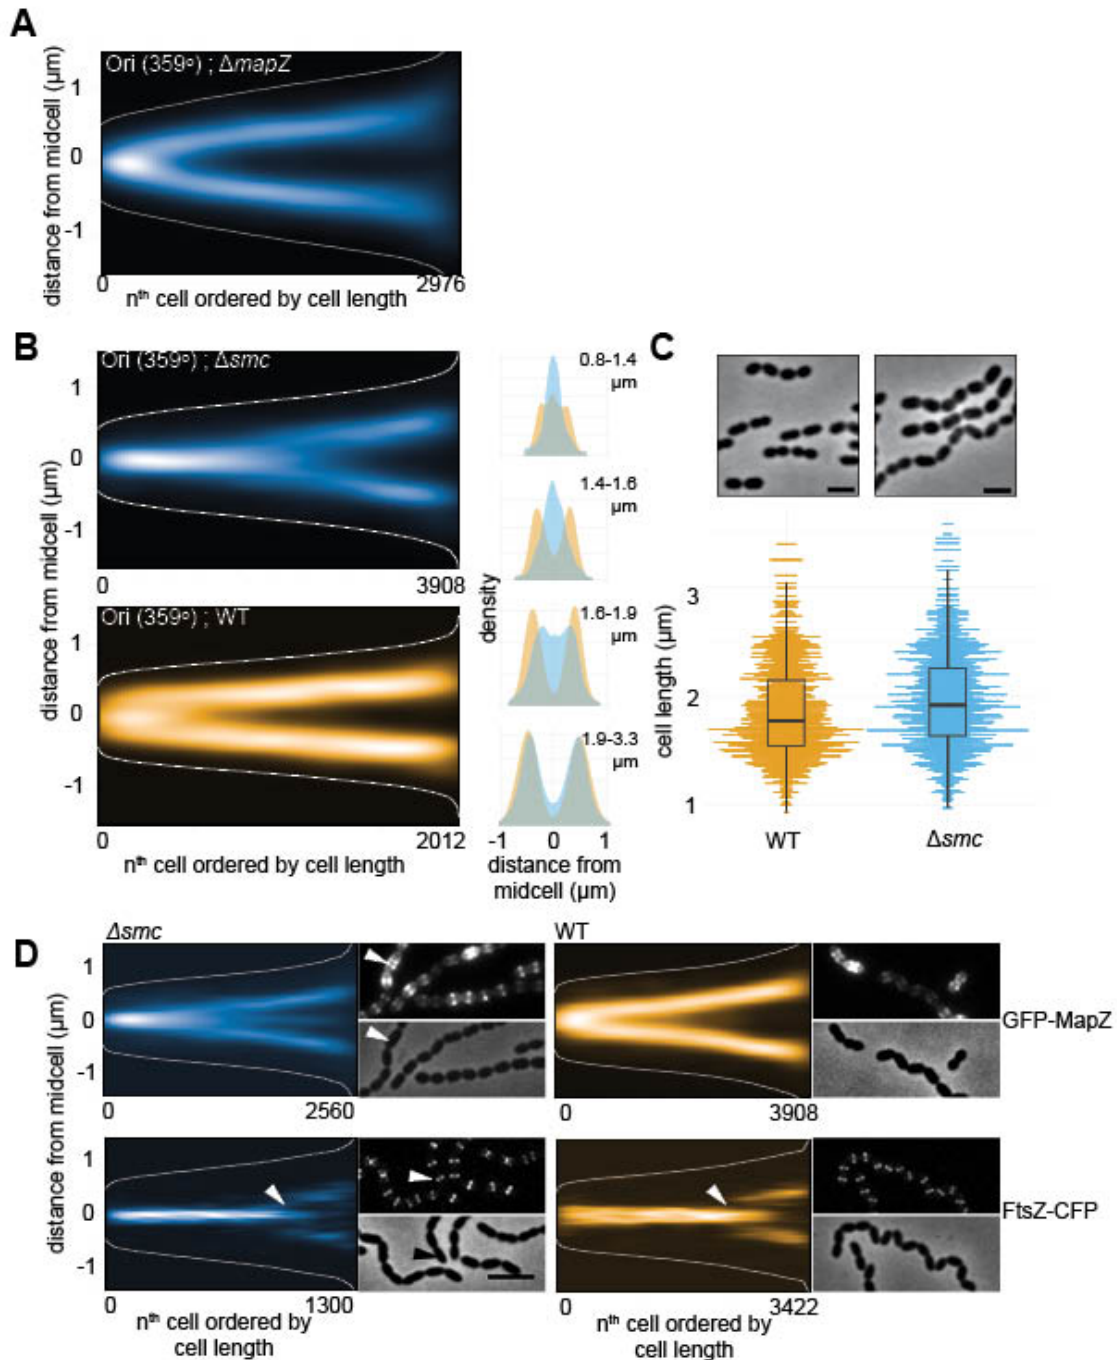 A
Ori (359º) ; ΔmapZ
distance from midcell (µm)
1
0
-1
0
2976
nth cell ordered by cell length
B
Ori (359º) ; Δsmc
distance from midcell (µm)
1
0
-1
0
3908
Ori (359º) ; WT
1
0
-1
0
2012
nth cell ordered by cell length
density
0.8-1.4
µm
1.4-1.6
µm
1.6-1.9
µm
1.9-3.3
µm
-1 0 1
distance from
midcell (µm)
C
cell length (µm)
3
2
1
WT
Δsmc
D
Δsmc
WT
distance from midcell (µm)
1
0
-1
0
2560
0
3908
GFP-MapZ
1
0
-1
0
1300
nth cell ordered by
cell length
0
3422
nth cell ordered by
cell length
FtsZ-CFP